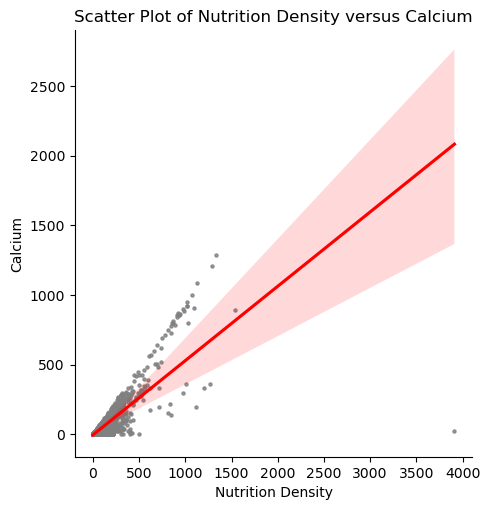 Scatter Plot of Nutrition Density versus Calcium
2500
2000
1500
1000
500
0
Calcium
0 500 1000 1500 2000 2500 3000 3500 4000
Nutrition Density